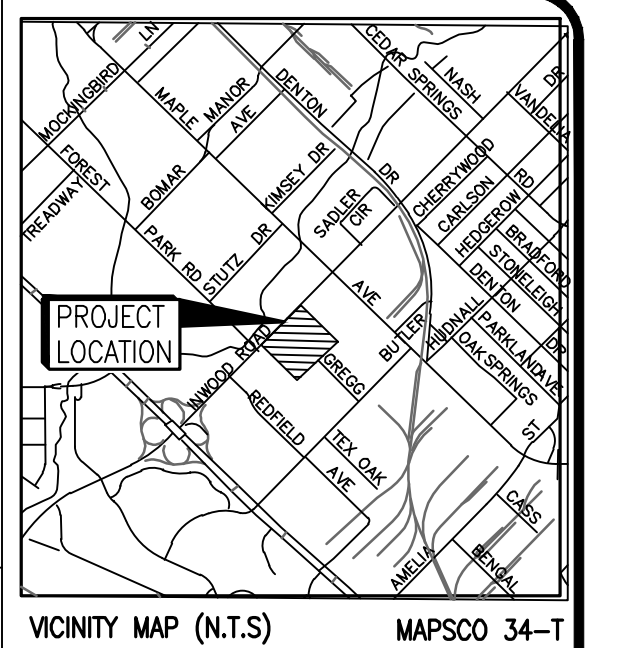 LN
MOCKINGBIRD
MAPLE
AVE
MANOR
DENTON
DR
CEDAR SPRINGS
RD
NASH
VANDELIA
DR
FOREST
PARK RD
TREADWAY
BOMAR
KIMSEY DR
STUTZ DR
SADLER
CIR
CHERRYWOOD
CARLSON
HEDGEROW
BRADFORD
STONELEIGH
DENTON
DR
AVE
BUTLER
HUDNALL
ST
PARKLAND AVE
OAK SPRINGS
PROJECT
LOCATION
INWOOD ROAD
GREGG
REDFIELD
TEX OAK
AVE
CASS
AMELIA
BENGAL
VICINITY MAP (N.T.S)
MAPSCO 34-T